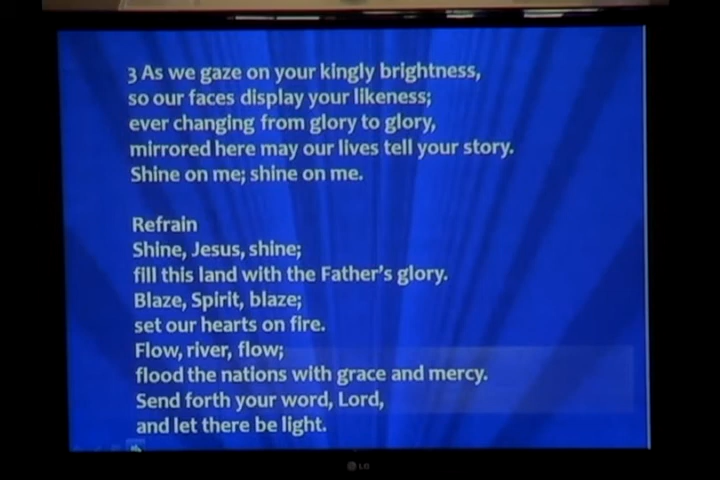 3 As we gaze on your kingly brightness,
so our faces display your likeness;
ever changing from glory to glory,
mirrored here may our lives tell your story.
Shine on me; shine on me.
Refrain
Shine, Jesus, shine;
fill this land with the Father's glory.
Blaze, Spirit, blaze;
set our hearts on fire.
Flow, river, flow;
flood the nations with grace and mercy.
Send forth your word, Lord,
and let there be light.
LG